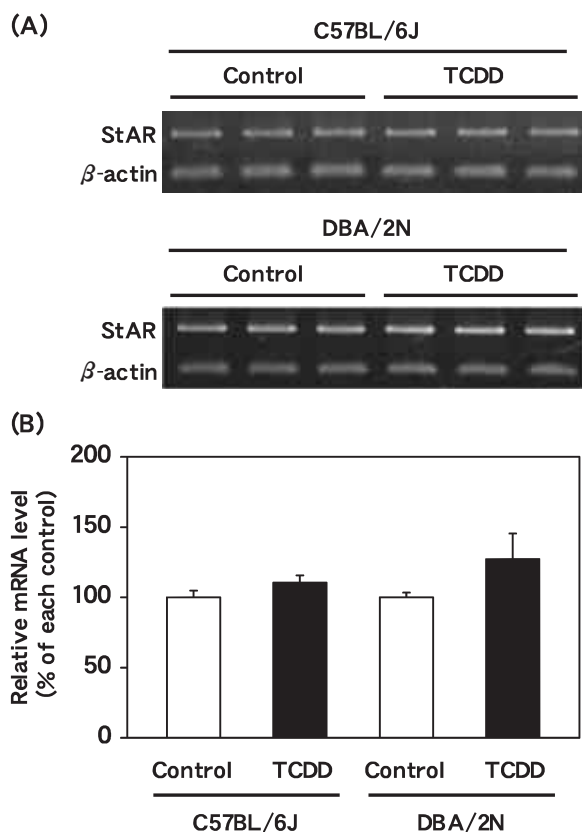 (A)
C57BL/6J
Control TCDD
StAR
β-actin
DBA/2N
Control TCDD
StAR
β-actin
(B)
Relative mRNA level
(% of each control)
200
150
100
50
0
Control TCDD Control TCDD
C57BL/6J DBA/2N